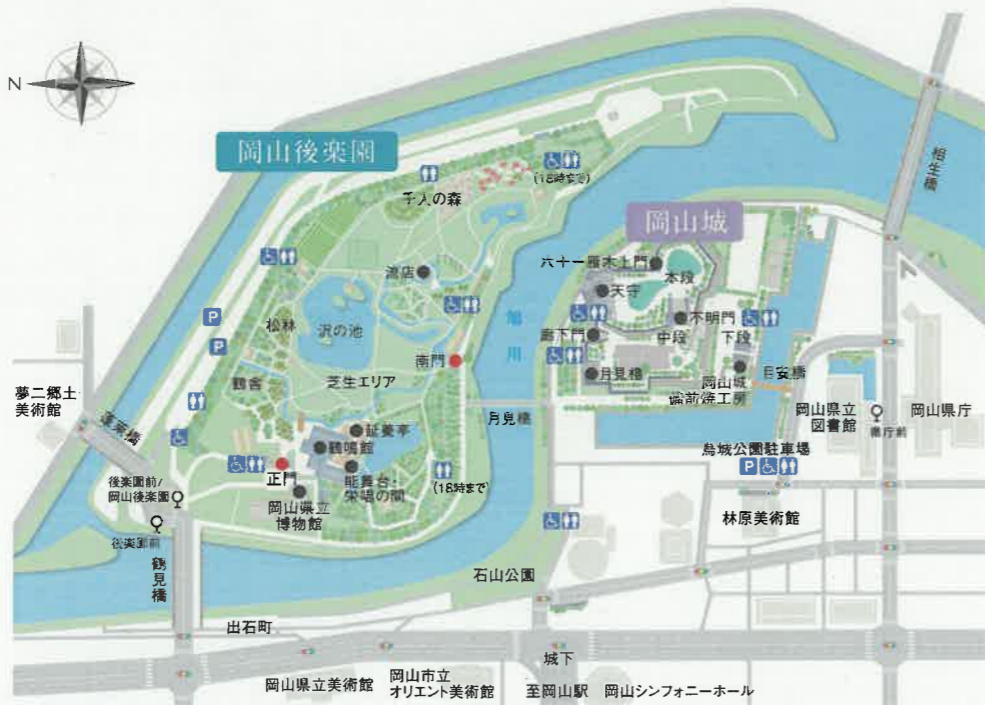 N
岡山後楽園
(18時まで)
千人の森
相生橋
岡山城
六十一雁木上門
本段
流店
天守
旭川
P
松林
沢の池
不明門
廊下門
中段
下段
P
南門
鶴舎
芝生エリア
月見櫓
岡山城
備前焼工房
目安橋
夢二郷土
美術館
蓬莱橋
月見橋
岡山県立
図書館
県庁前
岡山県庁
延養亭
鶴鳴館
烏城公園駐車場
P
正門
能舞台・
栄唱の間
(18時まで)
後楽園前/
岡山後楽園
岡山県立
博物館
林原美術館
後楽園前
鶴見橋
石山公園
出石町
城下
岡山県立美術館
岡山市立
オリエント美術館
至岡山駅
岡山シンフォニーホール